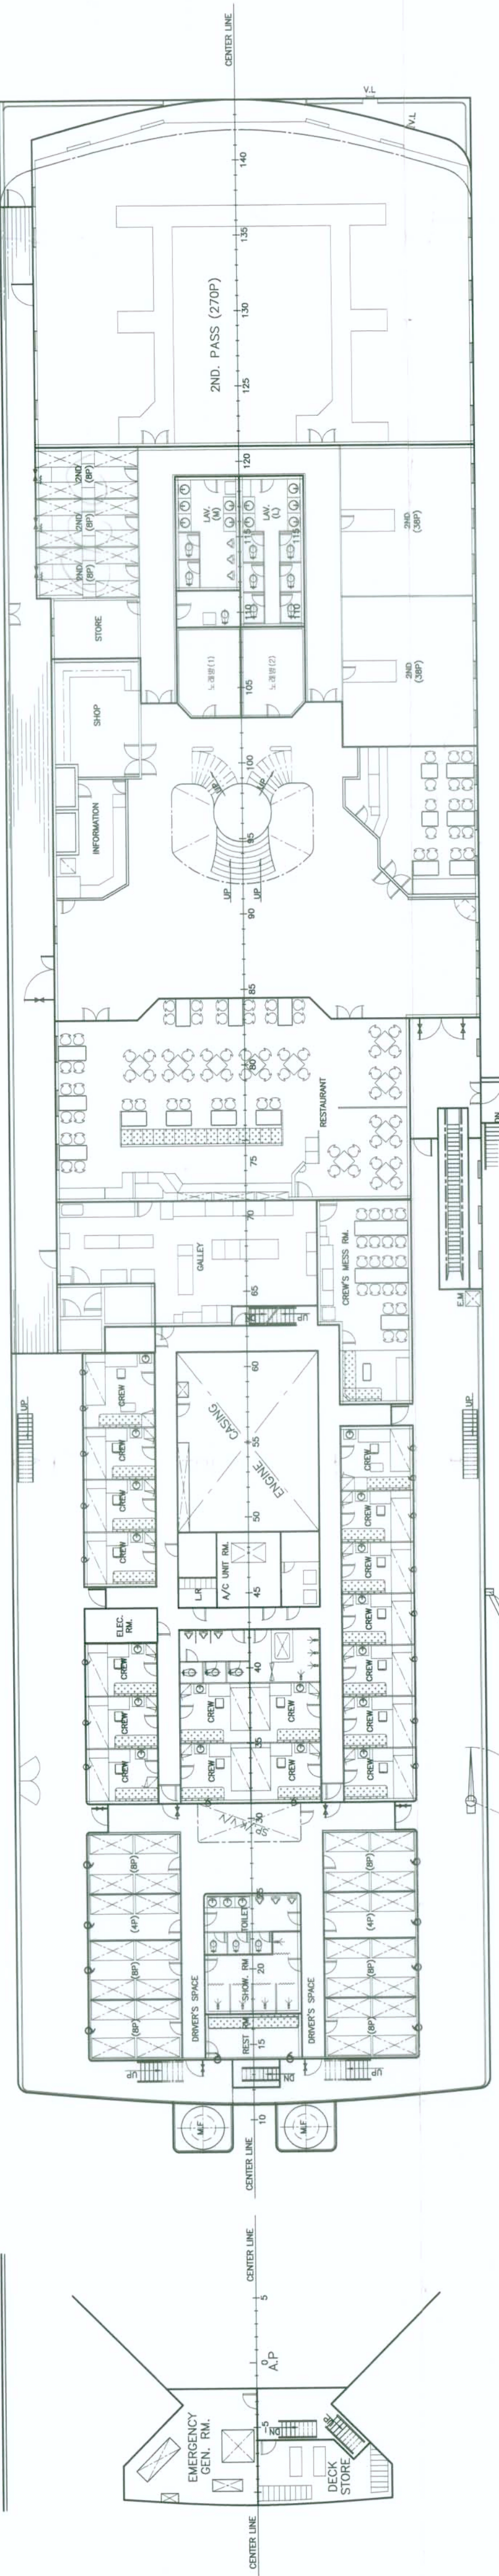 CENTER LINE
V.L
V.L
140
135
130
2ND. PASS (270P)
125
120
2ND
(8P)
2ND
(8P)
2ND
(8P)
LAV.
(M)
LAV.
(L)
115
115
2ND
(38P)
110
110
STORE
105
2ND
(38P)
SHOP
100
UP
UP
INFORMATION
95
UP
UP
90
85
80
RESTAURANT
75
DN
70
GALLEY
CREW'S MESS RM.
65
E.M
UP
60
CREW
UP
UP
CREW
CREW
CREW
ENGINE CASING
55
50
CREW
CREW
CREW
CREW
CREW
CREW
CREW
A/C UNIT RM.
L.R
45
ELEC.
RM.
40
CREW
CREW
CREW
CREW
CREW
35
CREW
CREW
30
(8P)
(8P)
25
(4P)
TOILET
(4P)
(8P)
SHOW. RM
20
(8P)
DRIVER'S SPACE
DRIVER'S SPACE
(8P)
REST RM
15
(8P)
UP
DN
UP
M.F
10
M.F
CENTER LINE
CENTER LINE
5
0
A.P
EMERGENCY
GEN. RM.
-5
DN
UP
DECK
STORE
CENTER LINE